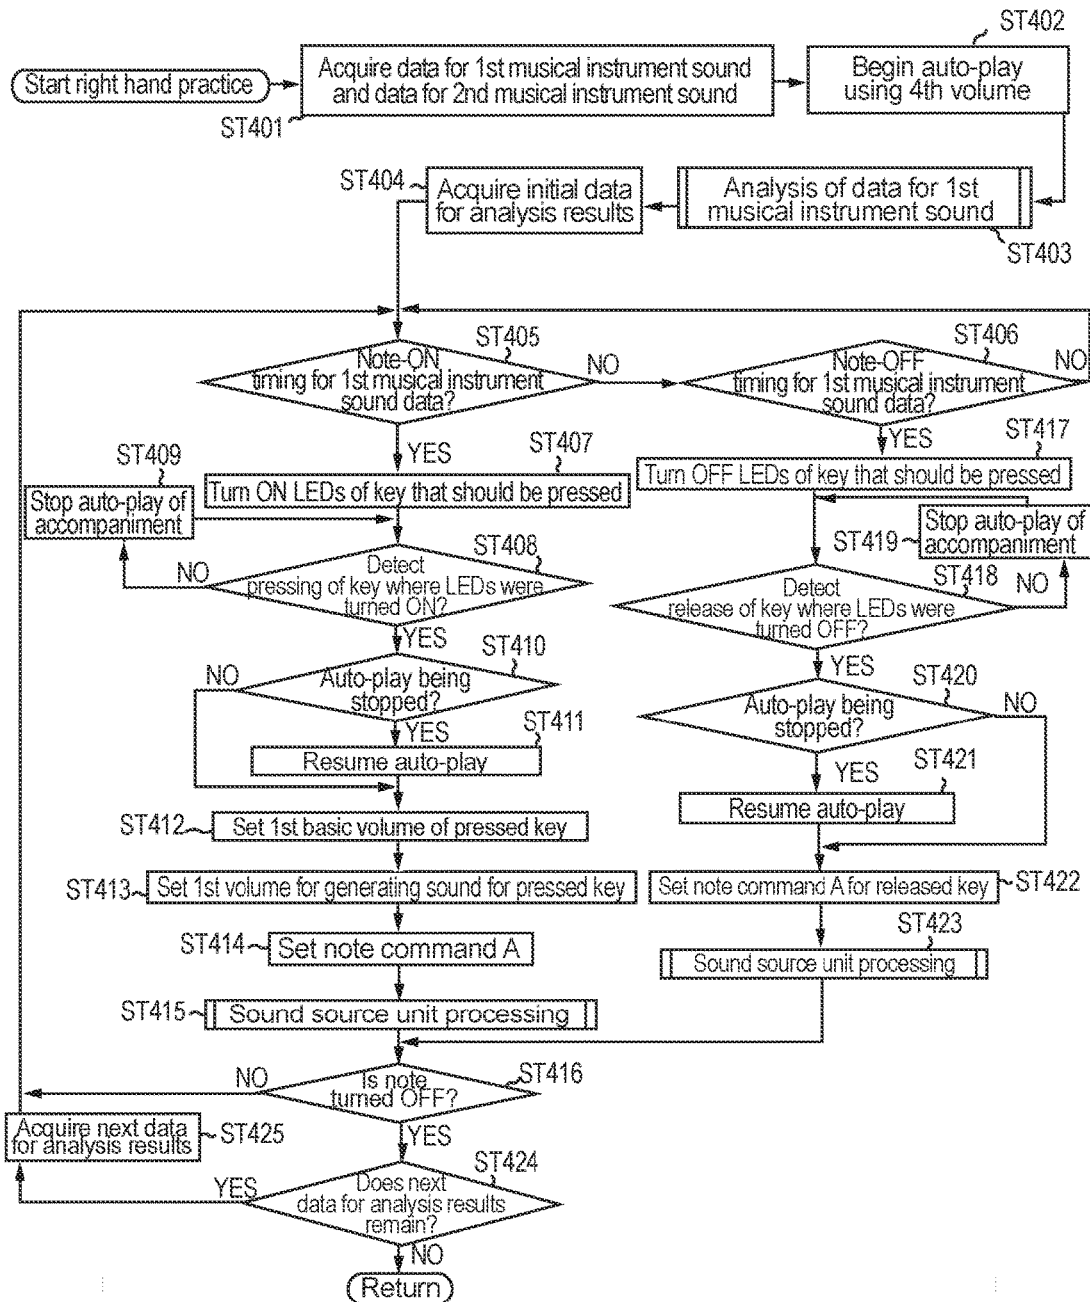 ST402
Start right hand practice
Acquire data for 1st musical instrument sound
and data for 2nd musical instrument sound
Begin auto-play
using 4th volume
ST401
ST404
Acquire initial data
for analysis results
Analysis of data for 1st
musical instrument sound
ST403
ST405
Note-ON
timing for 1st musical instrument
sound data?
NO
ST406
Note-OFF
timing for 1st musical instrument
sound data?
NO
YES
ST407
YES
ST417
ST409
Stop auto-play of
accompaniment
Turn ON LEDs of key that should be pressed
Turn OFF LEDs of key that should be pressed
Stop auto-play of
accompaniment
ST419
ST408
Detect
pressing of key where LEDs were
turned ON?
NO
ST418
Detect
release of key where LEDs were
turned OFF?
NO
YES
ST410
YES
ST420
NO
Auto-play being
stopped?
Auto-play being
stopped?
NO
YES
ST411
Resume auto-play
YES
ST421
Resume auto-play
ST412
Set 1st basic volume of pressed key
ST413
Set 1st volume for generating sound for pressed key
Set note command A for released key
ST422
ST414
Set note command A
ST423
Sound source unit processing
ST415
Sound source unit processing
NO
Is note
turned OFF?
ST416
Acquire next data
for analysis results
ST425
YES
ST424
YES
Does next
data for analysis results
remain?
NO
Return